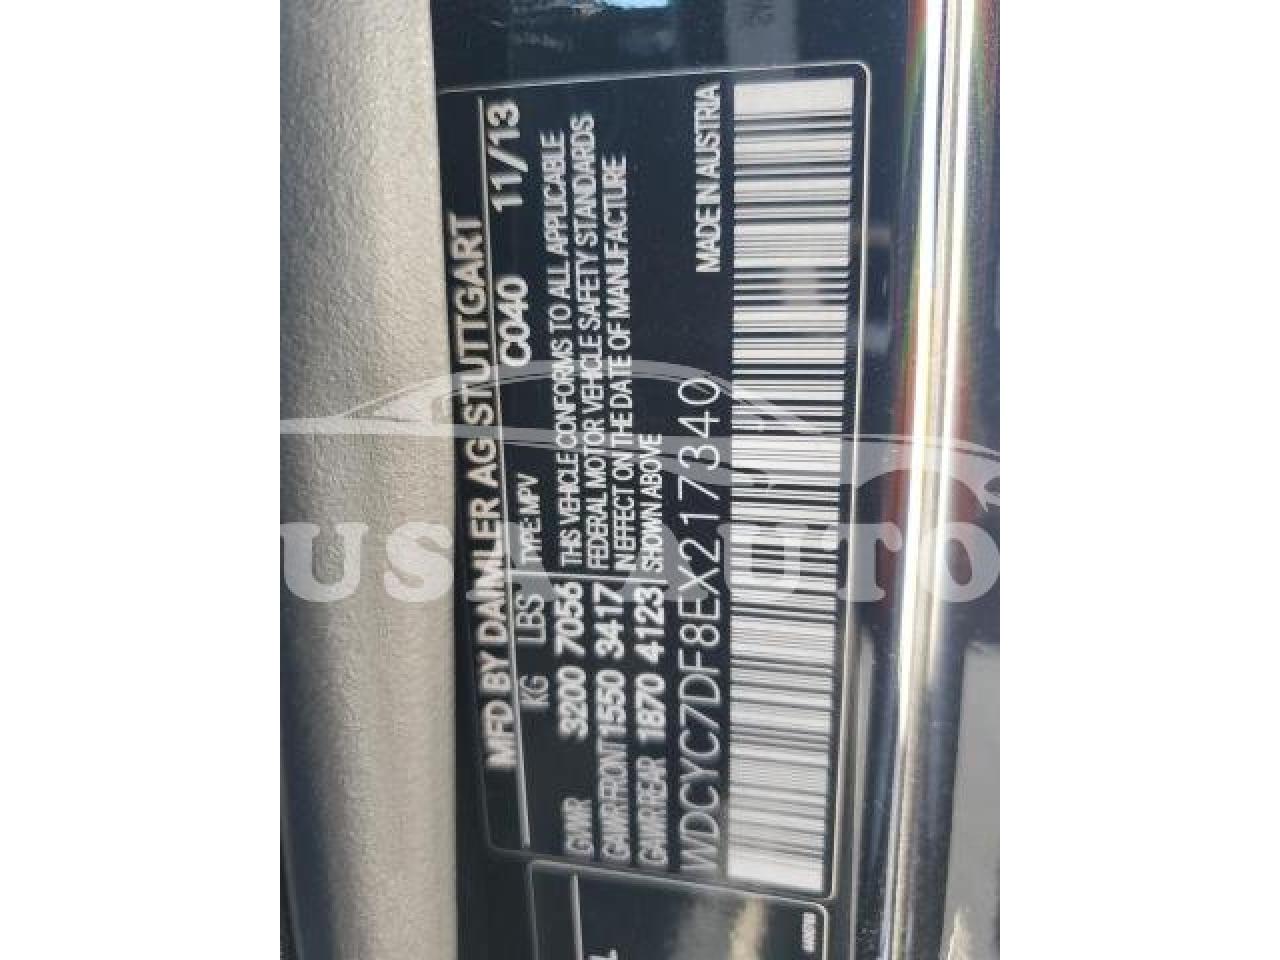 MFD BY DAIMLER AG STUTTGART
KG LBS TYPE: MPV C040 11/13
GVWR 3200 7056 THIS VEHICLE CONFORMS TO ALL APPLICABLE
GAWR FRONT 1550 3417 FEDERAL MOTOR VEHICLE SAFETY STANDARDS
IN EFFECT ON THE DATE OF MANUFACTURE
GAWR REAR 1870 4123 SHOWN ABOVE
WDCYC7DF8EX217340 MADE IN AUSTRIA
USA AUTO